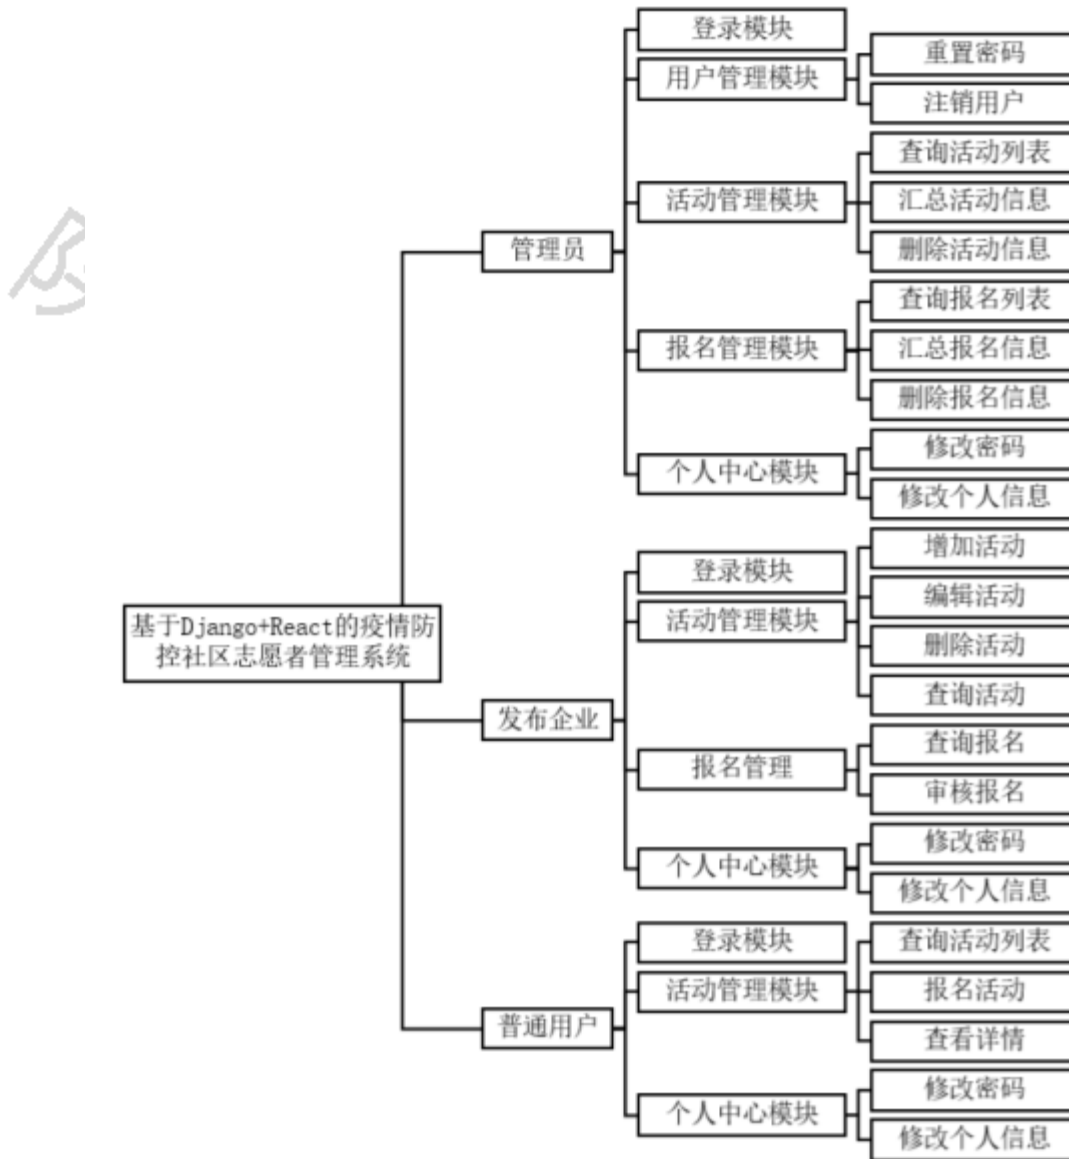 基于Django+React的疫情防
控社区志愿者管理系统
管理员
登录模块
用户管理模块
重置密码
注销用户
活动管理模块
查询活动列表
汇总活动信息
删除活动信息
报名管理模块
查询报名列表
汇总报名信息
删除报名信息
个人中心模块
修改密码
修改个人信息
发布企业
登录模块
活动管理模块
增加活动
编辑活动
删除活动
查询活动
报名管理
查询报名
审核报名
个人中心模块
修改密码
修改个人信息
普通用户
登录模块
活动管理模块
查询活动列表
报名活动
查看详情
个人中心模块
修改密码
修改个人信息